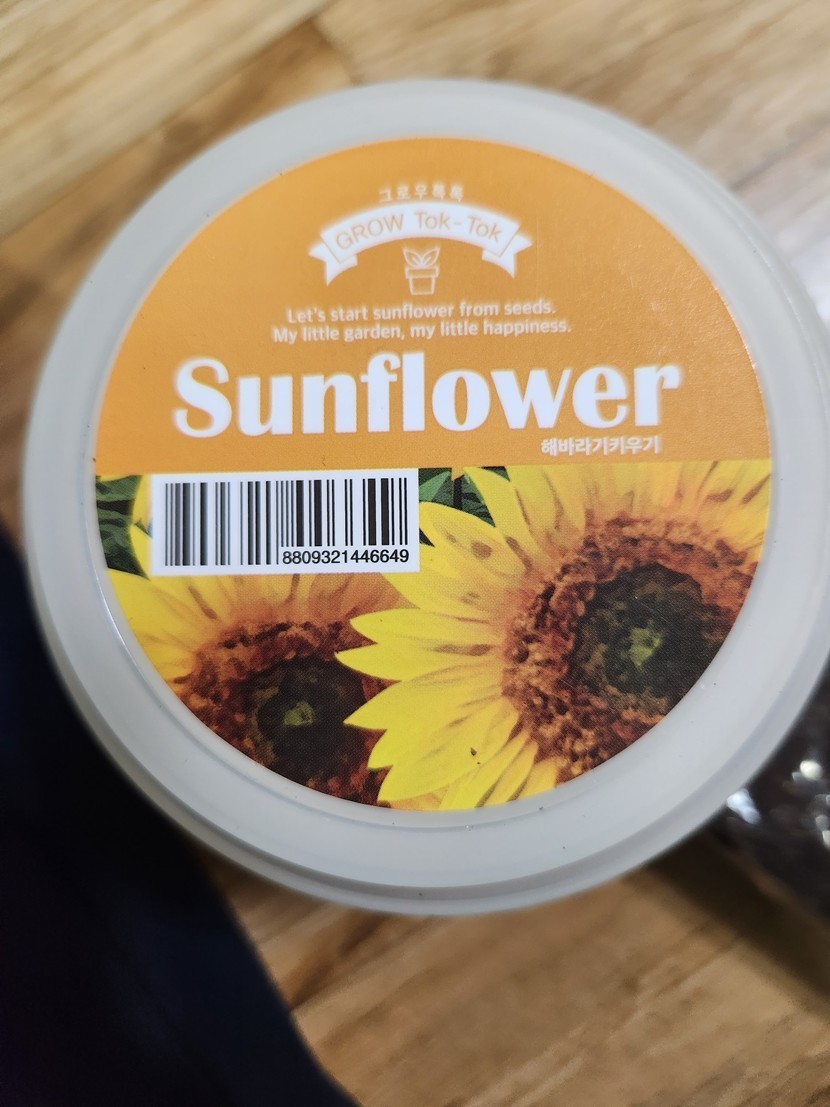 그로우톡톡
GROW Tok-Tok
Let's start sunflower from seeds.
My little garden, my little happiness.
Sunflower
해바라기키우기
8809321446649